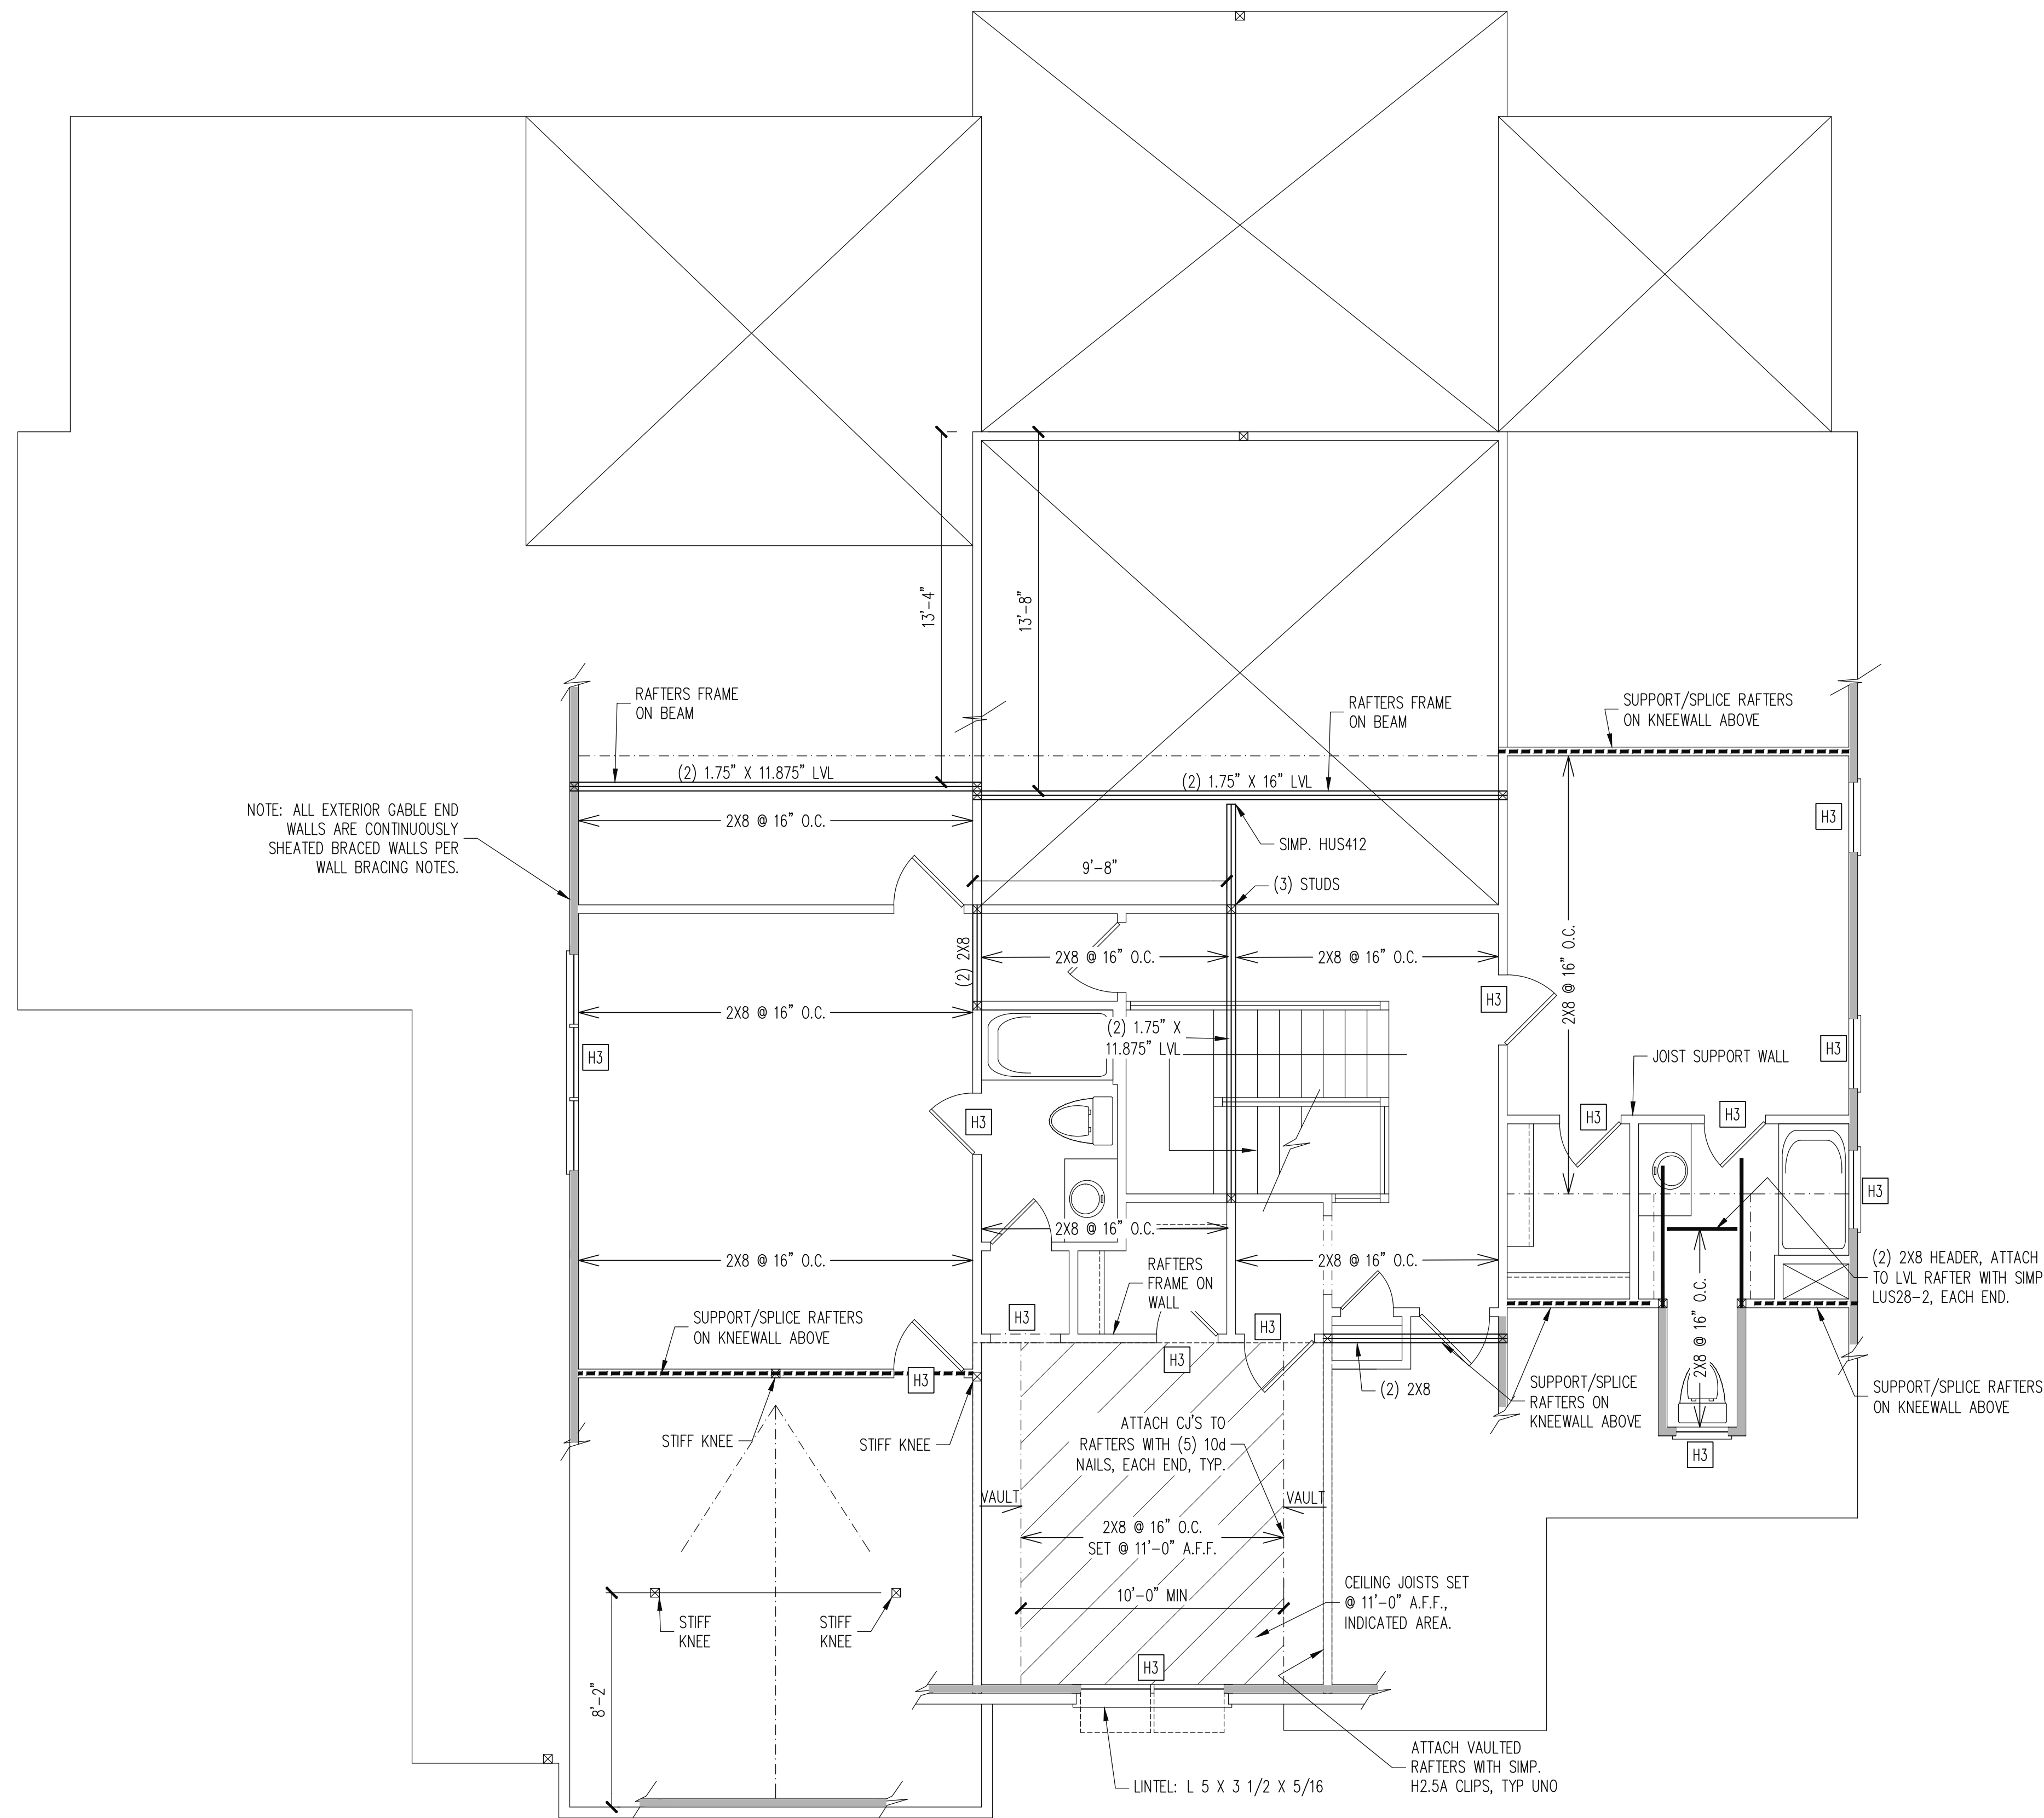 13'-4"
13'-8"
RAFTERS FRAME
ON BEAM
RAFTERS FRAME
ON BEAM
SUPPORT/SPLICE RAFTERS
ON KNEEWALL ABOVE
(2) 1.75" X 11.875" LVL
(2) 1.75" X 16" LVL
NOTE: ALL EXTERIOR GABLE END
WALLS ARE CONTINUOUSLY
SHEATED BRACED WALLS PER
WALL BRACING NOTES.
2X8 @ 16" O.C.
H3
SIMP. HUS412
9'-8"
(3) STUDS
(2) 2X8
2X8 @ 16" O.C.
2X8 @ 16" O.C.
2X8 @ 16" O.C.
H3
2X8 @ 16" O.C.
(2) 1.75" X
11.875" LVL
H3
H3
JOIST SUPPORT WALL
H3
H3
H3
H3
2X8 @ 16" O.C.
2X8 @ 16" O.C.
2X8 @ 16" O.C.
RAFTERS
FRAME ON
WALL
2X8 @ 16" O.C.
(2) 2X8 HEADER, ATTACH
TO LVL RAFTER WITH SIMP
LUS28-2, EACH END.
SUPPORT/SPLICE RAFTERS
ON KNEEWALL ABOVE
H3
H3
H3
H3
(2) 2X8
SUPPORT/SPLICE
RAFTERS ON
KNEEWALL ABOVE
SUPPORT/SPLICE RAFTERS
ON KNEEWALL ABOVE
STIFF KNEE
STIFF KNEE
ATTACH CJ'S TO
RAFTERS WITH (5) 10d
NAILS, EACH END, TYP.
H3
VAULT
VAULT
2X8 @ 16" O.C.
SET @ 11'-0" A.F.F.
10'-0" MIN
CEILING JOISTS SET
@ 11'-0" A.F.F.,
INDICATED AREA.
STIFF
KNEE
STIFF
KNEE
H3
8'-2"
LINTEL: L 5 X 3 1/2 X 5/16
ATTACH VAULTED
RAFTERS WITH SIMP.
H2.5A CLIPS, TYP UNO